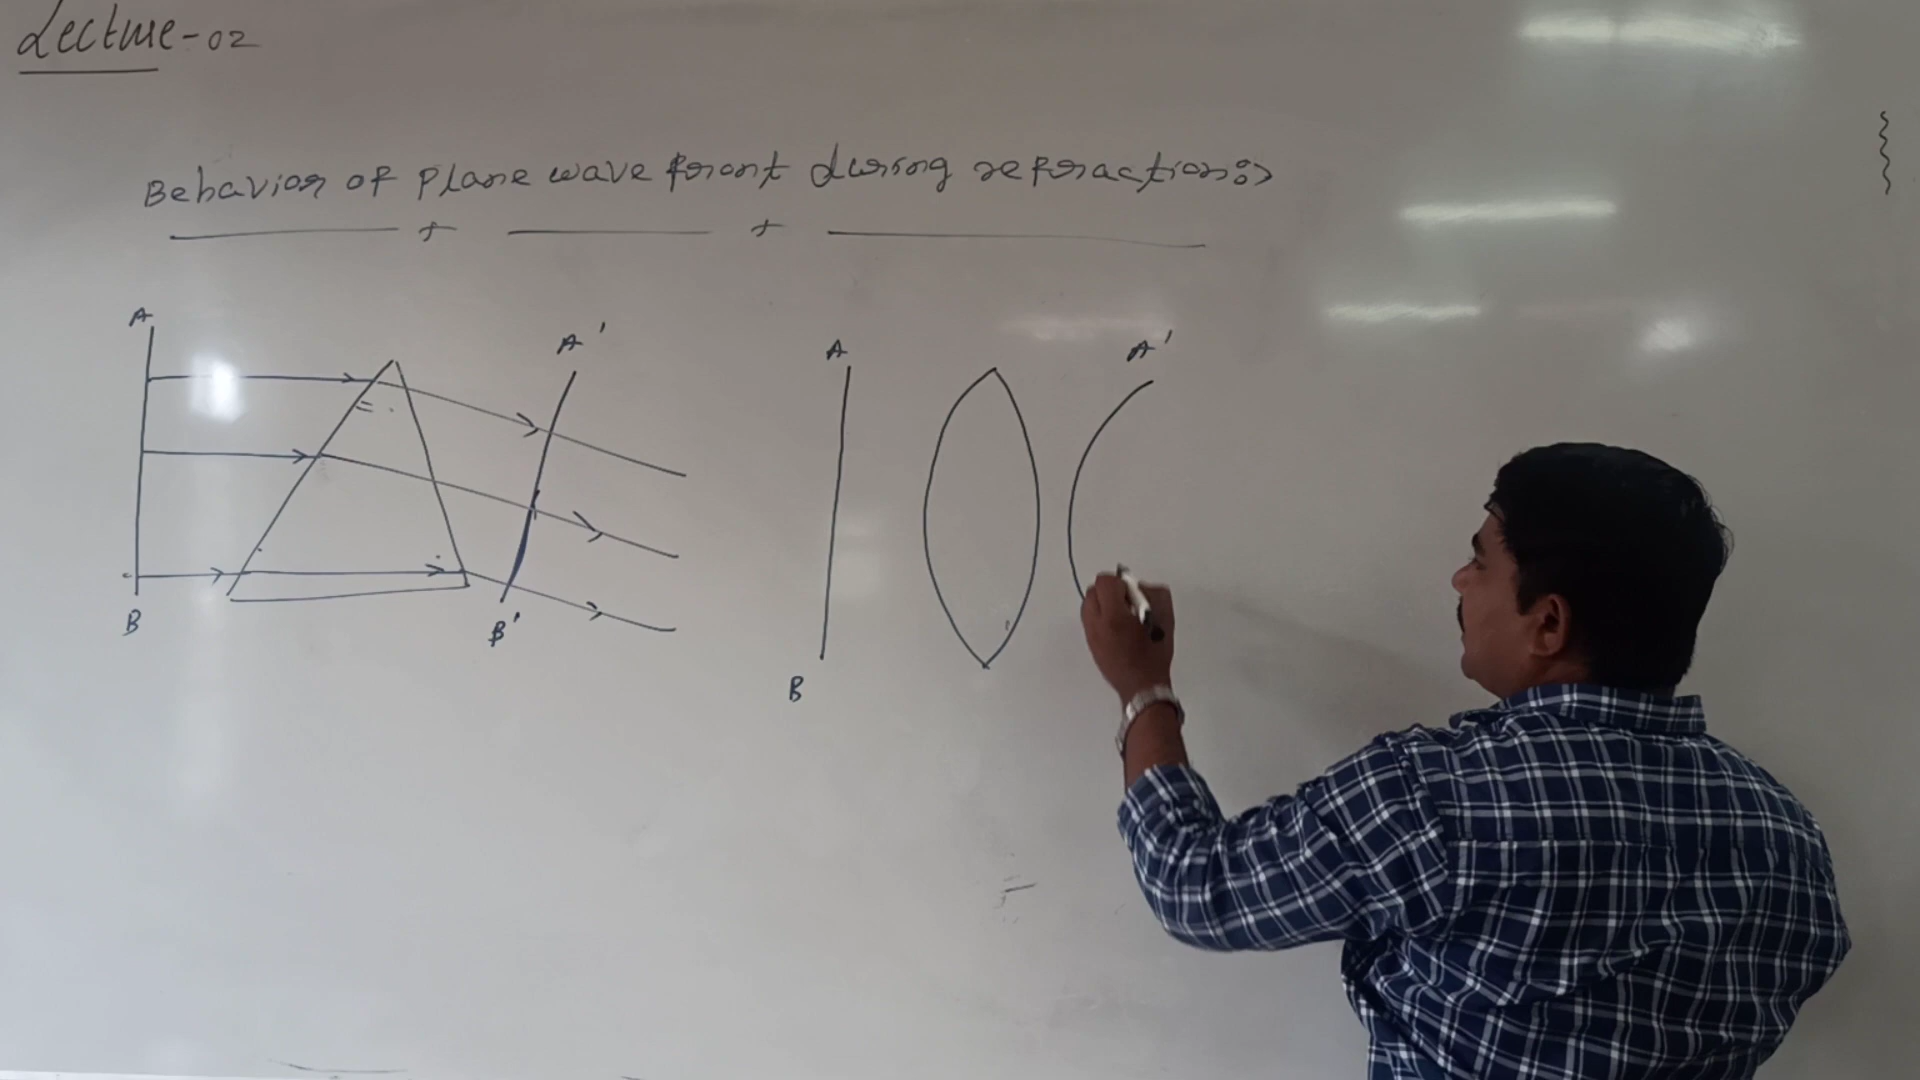 Lecture-02
Behavior of plane wave front during refraction:>
A
A'
B
B'
A
A'
B